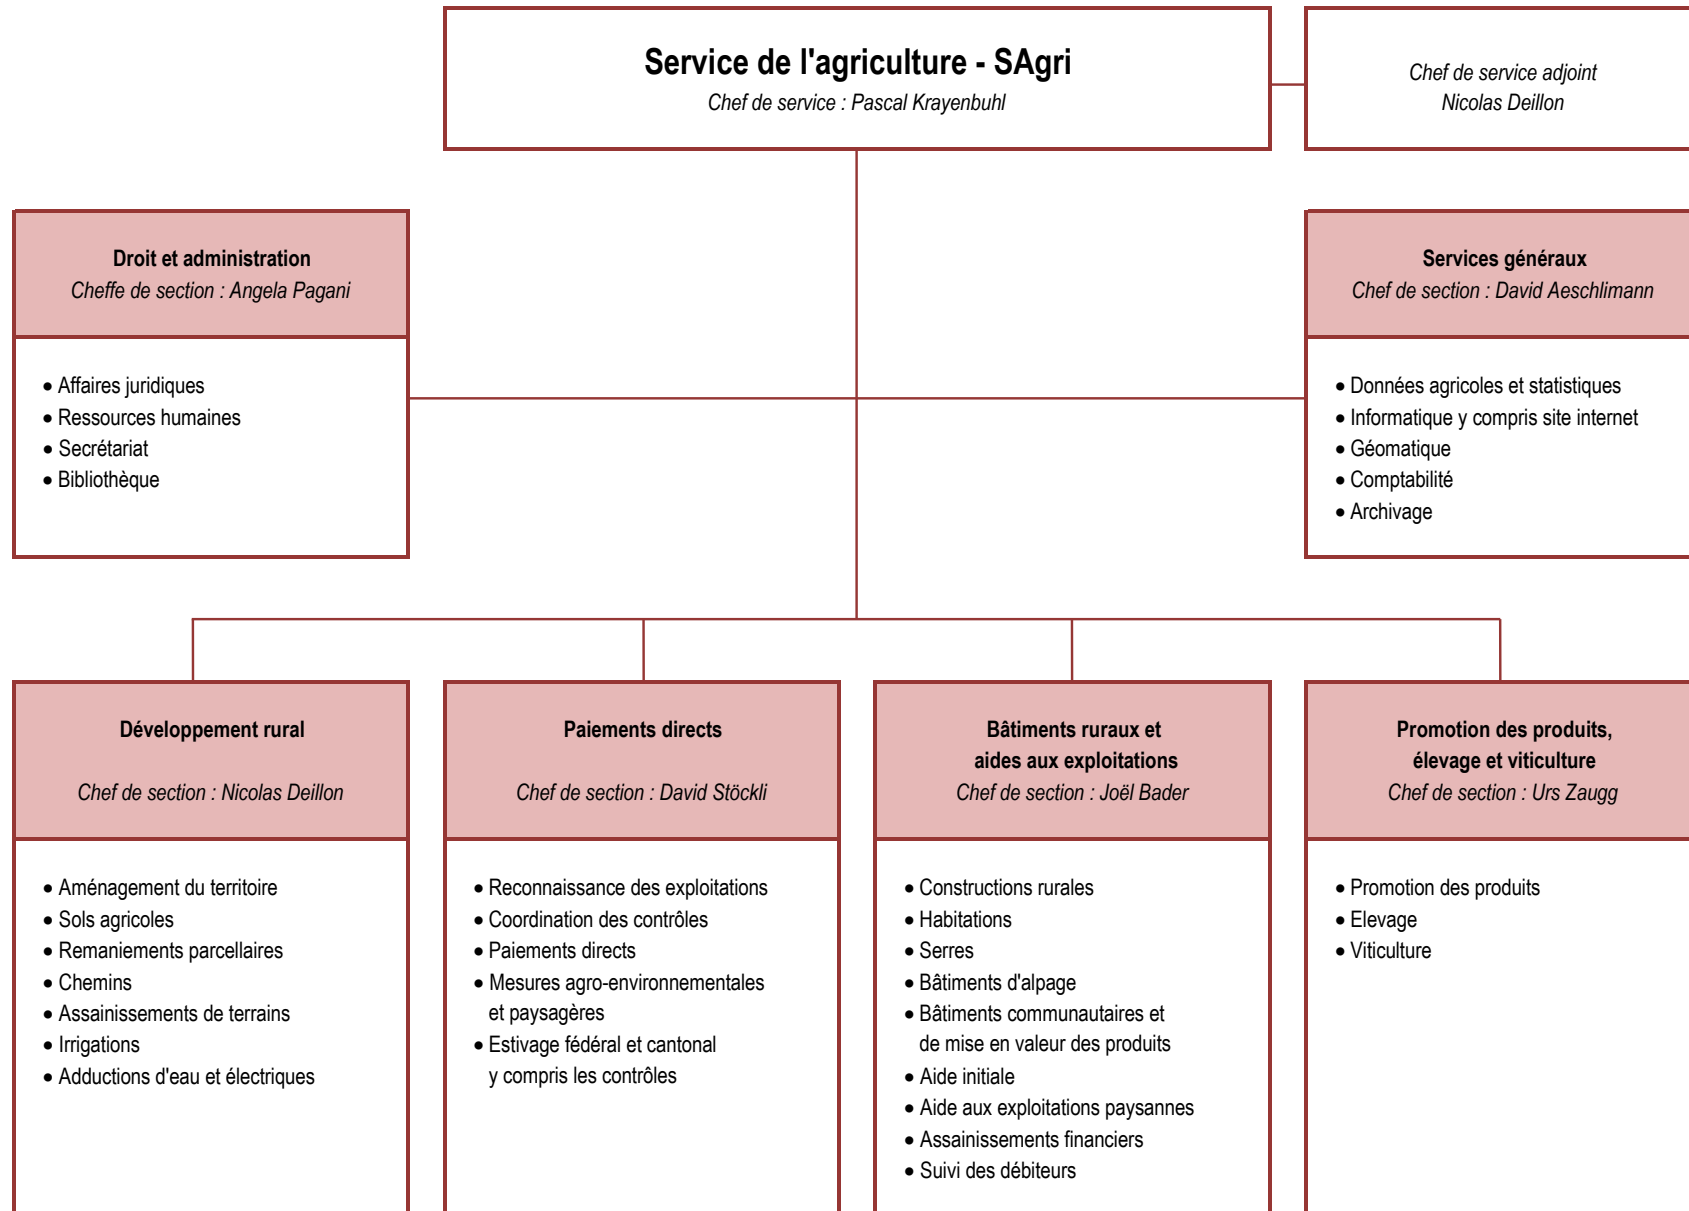 Service de l'agriculture - SAgri
Chef de service : Pascal Krayenbuhl
Chef de service adjoint
Nicolas Deillon
Droit et administration
Cheffe de section : Angela Pagani
• Affaires juridiques
• Ressources humaines
• Secrétariat
• Bibliothèque
Services généraux
Chef de section : David Aeschlimann
• Données agricoles et statistiques
• Informatique y compris site internet
• Géomatique
• Comptabilité
• Archivage
Développement rural
Chef de section : Nicolas Deillon
• Aménagement du territoire
• Sols agricoles
• Remaniements parcellaires
• Chemins
• Assainissements de terrains
• Irrigations
• Adductions d'eau et électriques
Paiements directs
Chef de section : David Stöckli
• Reconnaissance des exploitations
• Coordination des contrôles
• Paiements directs
• Mesures agro-environnementales
et paysagères
• Estivage fédéral et cantonal
y compris les contrôles
Bâtiments ruraux et
aides aux exploitations
Chef de section : Joël Bader
• Constructions rurales
• Habitations
• Serres
• Bâtiments d'alpage
• Bâtiments communautaires et
de mise en valeur des produits
• Aide initiale
• Aide aux exploitations paysannes
• Assainissements financiers
• Suivi des débiteurs
Promotion des produits,
élevage et viticulture
Chef de section : Urs Zaugg
• Promotion des produits
• Elevage
• Viticulture